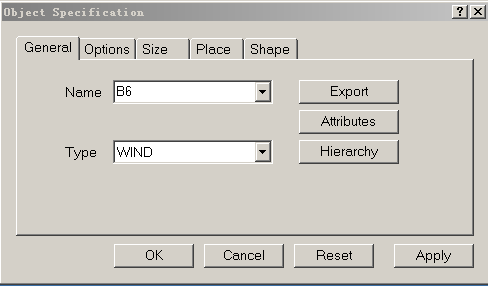 Object Specification
General Options Size Place Shape
Name B6 Export
Attributes
Type WIND Hierarchy
OK Cancel Reset Apply